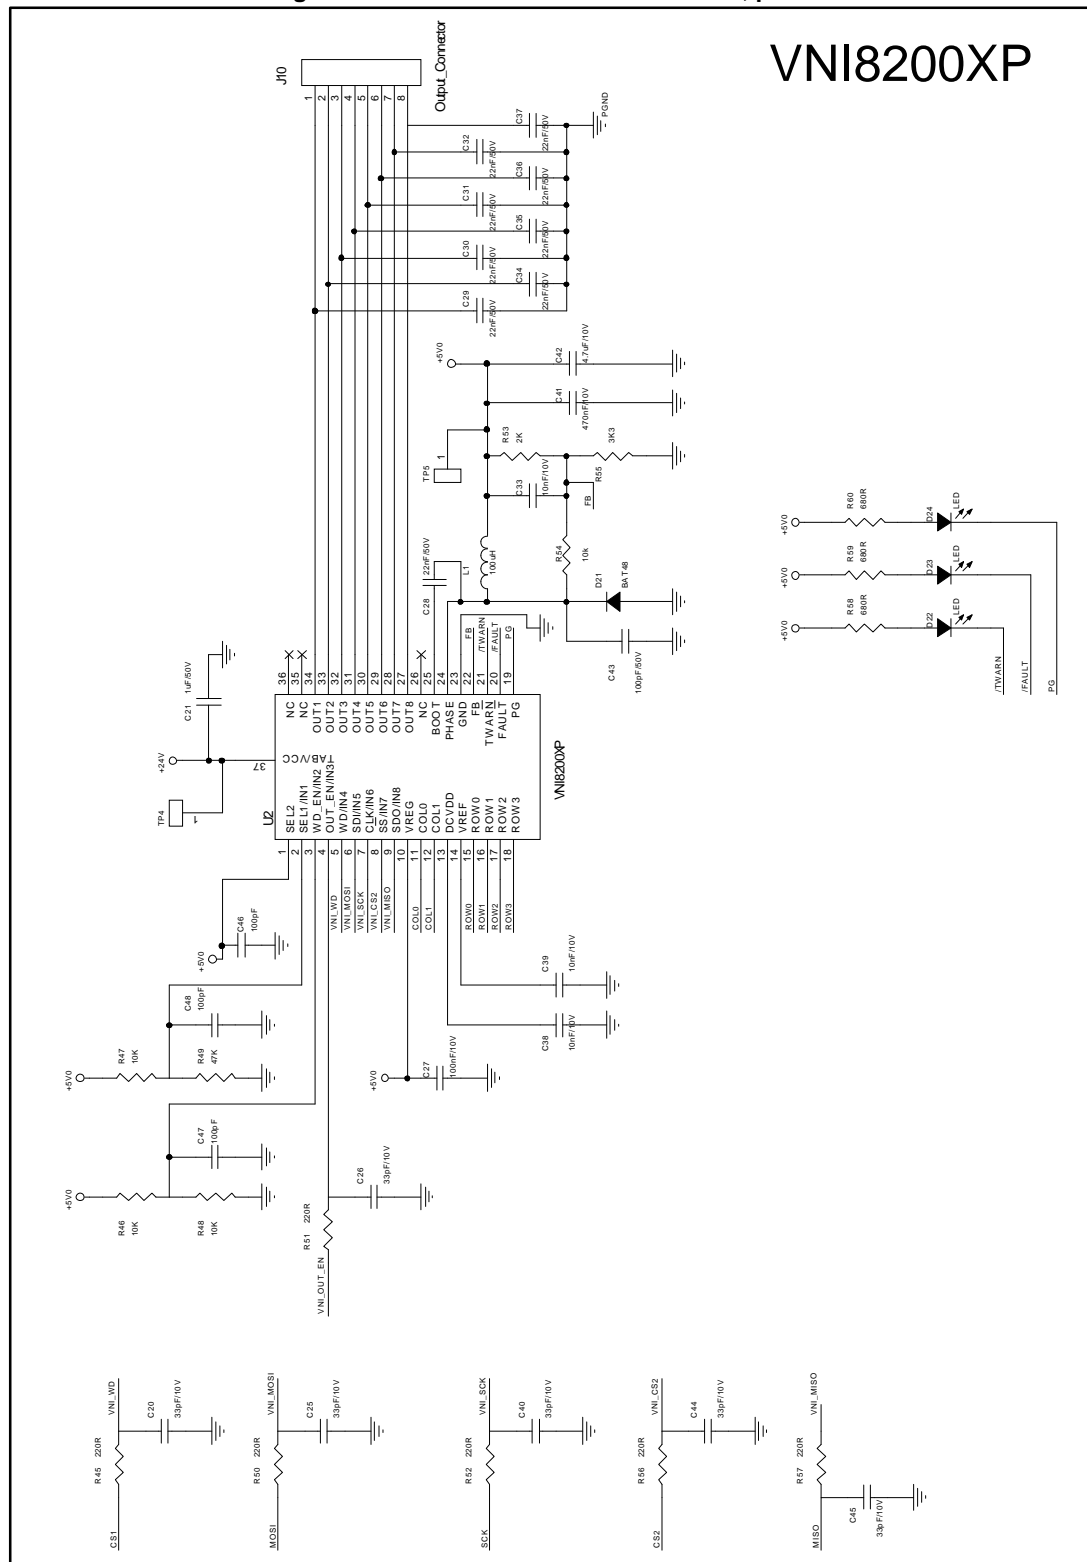 VNI8200XP
J10
Output_Connector
1
2
3
4
5
6
7
8
C37
22nF/50V
PGND
C32
22nF/50V
C36
22nF/50V
C31
22nF/50V
C35
22nF/50V
C30
22nF/50V
C34
22nF/50V
C29
22nF/50V
+5V0
C42
4.7uF/10V
C41
470nF/10V
TP5
1
R53
2K
3K3
R55
C33
10nF/10V
FB
22nF/50V
C28
L1
100uH
R54
10k
D21
BAT48
C43
100pF/50V
+5V0
R60
680R
D24
LED
+5V0
R59
680R
D23
LED
+5V0
R58
680R
D22
LED
/TWARN
/FAULT
PG
C21
1uF/50V
+24V
TP4
1
37
TAB/VCC
U2
VNI8200XP
36 NC
35 NC
34 OUT1
33 OUT2
32 OUT3
31 OUT4
30 OUT5
29 OUT6
28 OUT7
27 OUT8
26 NC
25 BOOT
24 PHASE
23 GND
22 FB
21 TWARN
20 FAULT
19 PG
FB
/TWARN
/FAULT
PG
1 SEL2
2 SEL1/IN1
3 WD_EN/IN2
4 OUT_EN/IN3
5 WD/IN4
6 SDI/IN5
7 CLK/IN6
8 SS/IN7
9 SDO/IN8
10 VREG
11 COL0
12 COL1
13 DCVDD
14 VREF
15 ROW0
16 ROW1
17 ROW2
18 ROW3
VNI_WD
VNI_MOSI
VNI_SCK
VNI_CS2
VNI_MISO
COL0
COL1
ROW0
ROW1
ROW2
ROW3
+5V0
C46
100pF
C48
100pF
+5V0
R47
10K
R49
47K
C39
10nF/10V
C38
10nF/10V
+5V0
C27
100nF/10V
C47
100pF
+5V0
R46
10K
R48
10K
C26
33pF/10V
R51 220R
VNI_OUT_EN
VNI_WD
C20
33pF/10V
R45 220R
CS1
VNI_MOSI
C25
33pF/10V
R50 220R
MOSI
VNI_SCK
C40
33pF/10V
R52 220R
SCK
VNI_CS2
C44
33pF/10V
R56 220R
CS2
VNI_MISO
R57 220R
C45
33pF/10V
MISO